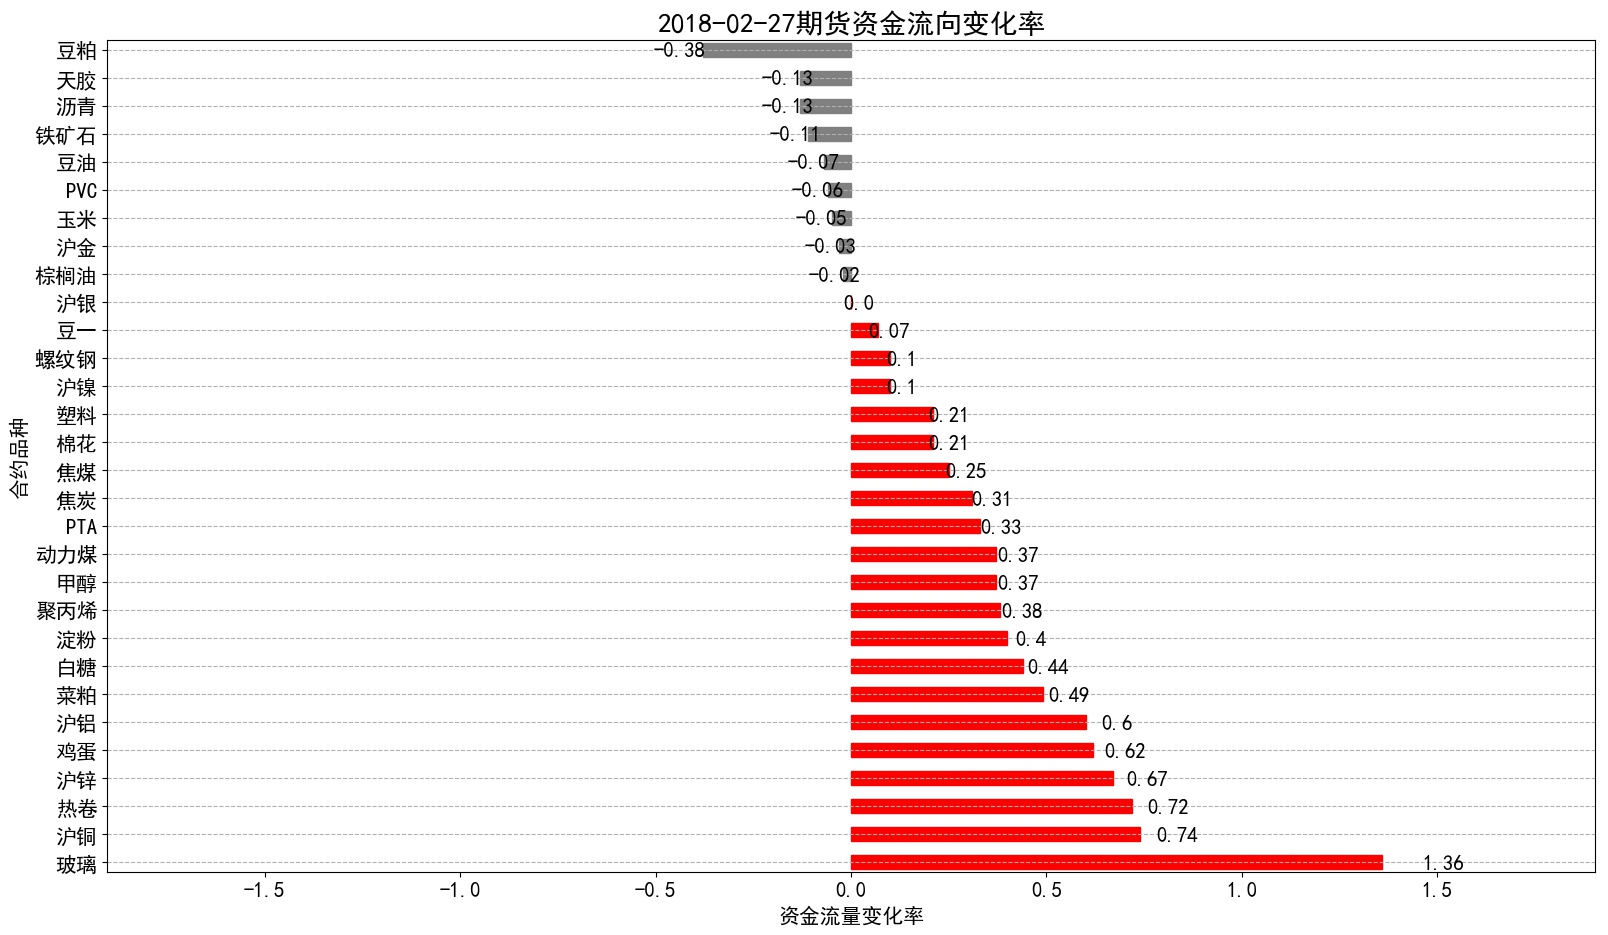 2018-02-27期货资金流向变化率
豆粕 -0.38
天胶 -0.13
沥青 -0.13
铁矿石 -0.11
豆油 -0.07
PVC -0.06
玉米 -0.05
沪金 -0.03
棕榈油 -0.02
沪银 0.0
豆一 0.07
螺纹钢 0.1
沪镍 0.1
塑料 0.21
棉花 0.21
焦煤 0.25
焦炭 0.31
PTA 0.33
动力煤 0.37
甲醇 0.37
聚丙烯 0.38
淀粉 0.4
白糖 0.44
菜粕 0.49
沪铝 0.6
鸡蛋 0.62
沪锌 0.67
热卷 0.72
沪铜 0.74
玻璃 1.36
合约品种
-1.5 -1.0 -0.5 0.0 0.5 1.0 1.5
资金流量变化率